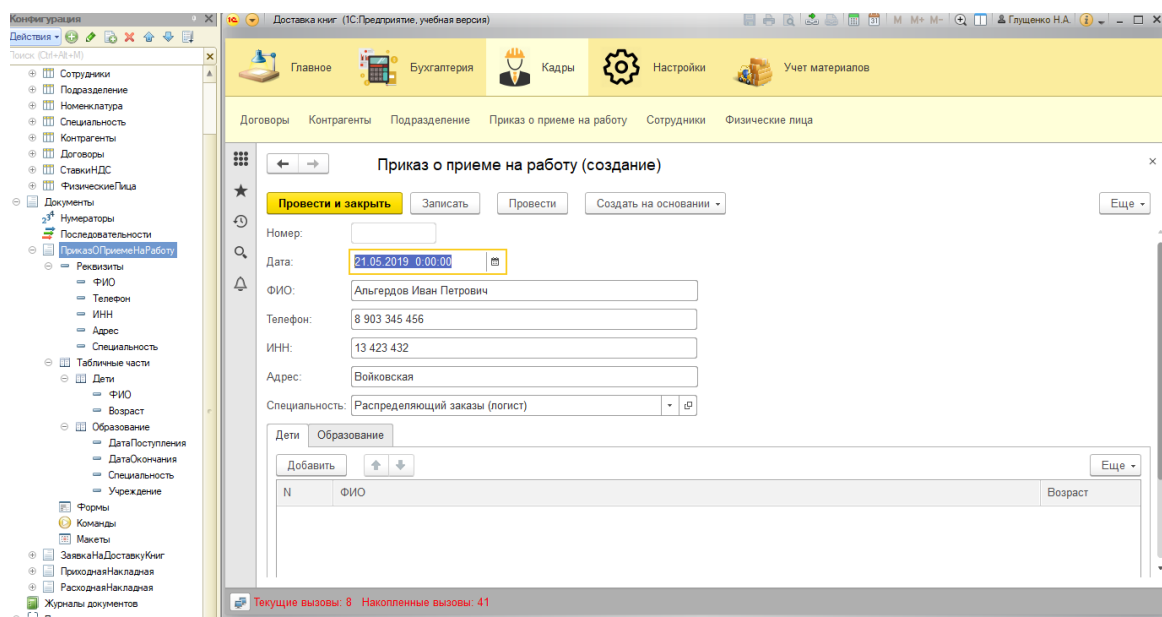 Конфигурация
Действия
Поиск (Ctrl+Alt+M)
Сотрудники
Подразделение
Номенклатура
Специальность
Контрагенты
Договоры
СтавкиНДС
ФизическиеЛица
Документы
Нумераторы
Последовательности
ПриказОПриемеНаРаботу
Реквизиты
ФИО
Телефон
ИНН
Адрес
Специальность
Табличные части
Дети
ФИО
Возраст
Образование
ДатаПоступления
ДатаОкончания
Специальность
Учреждение
Формы
Команды
Макеты
ЗаявкаНаДоставкуКниг
ПриходнаяНакладная
РасходнаяНакладная
Журналы документов
Доставка книг (1С:Предприятие, учебная версия) M M+ M- Глущенко Н.А.
Главное Бухгалтерия Кадры Настройки Учет материалов
Договоры Контрагенты Подразделение Приказ о приеме на работу Сотрудники Физические лица
Приказ о приеме на работу (создание)
Провести и закрыть Записать Провести Создать на основании Еще
Номер:
Дата: 21.05.2019 0:00:00
ФИО: Альгердов Иван Петрович
Телефон: 8 903 345 456
ИНН: 13 423 432
Адрес: Войковская
Специальность: Распределяющий заказы (логист)
Дети Образование
Добавить Еще
N ФИО Возраст
Текущие вызовы: 8 Накопленные вызовы: 41